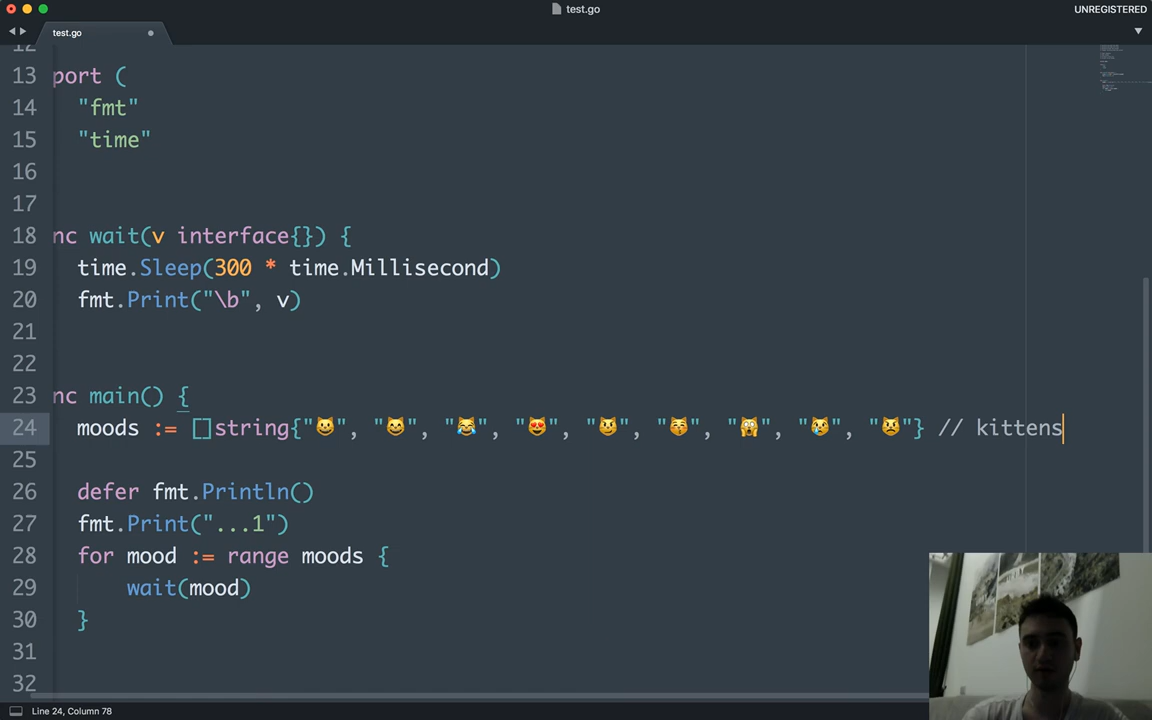 test.go
UNREGISTERED
test.go
12
13 port (
14 "fmt"
15 "time"
16
17
18 nc wait(v interface{}) {
19 time.Sleep(300 * time.Millisecond)
20 fmt.Print("\b", v)
21
22
23 nc main() {
24 moods := []string{"😺", "😸", "😹", "😻", "😼", "😽", "🙀", "😿", "😾"} // kittens
25
26 defer fmt.Println()
27 fmt.Print("...1")
28 for mood := range moods {
29 wait(mood)
30 }
31
32
Line 24, Column 78